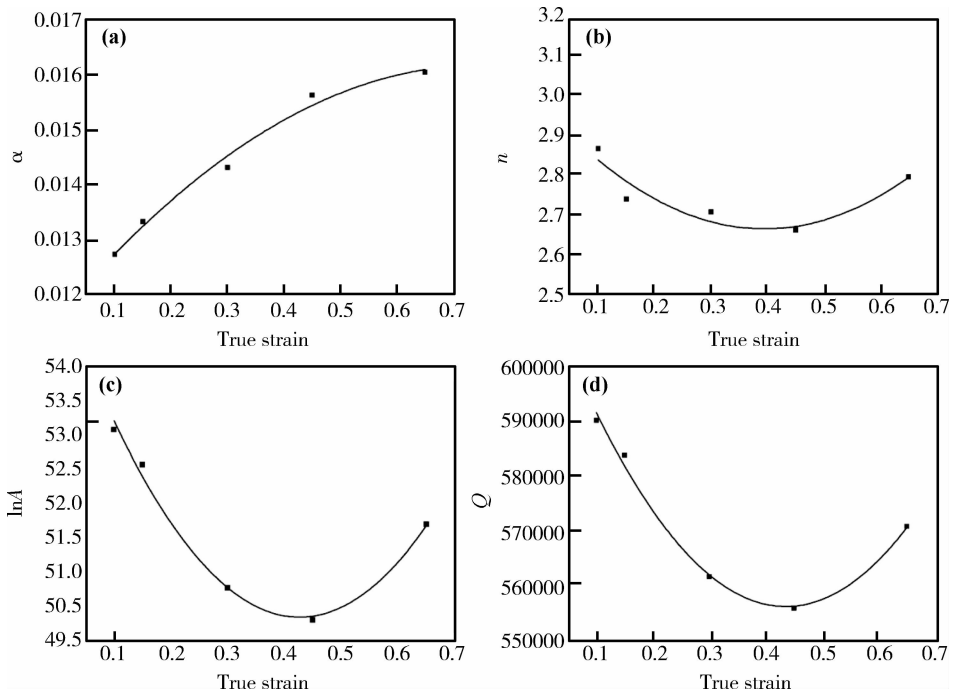 (a)
0.017
0.016
0.015
0.014
0.013
0.012
α
0.1 0.2 0.3 0.4 0.5 0.6 0.7
True strain
(b)
3.2
3.1
3.0
2.9
2.8
2.7
2.6
2.5
n
0.1 0.2 0.3 0.4 0.5 0.6 0.7
True strain
(c)
54.0
53.5
53.0
52.5
52.0
51.5
51.0
50.5
49.5
lnA
0.1 0.2 0.3 0.4 0.5 0.6 0.7
True strain
(d)
600000
590000
580000
570000
560000
550000
Q
0.1 0.2 0.3 0.4 0.5 0.6 0.7
True strain